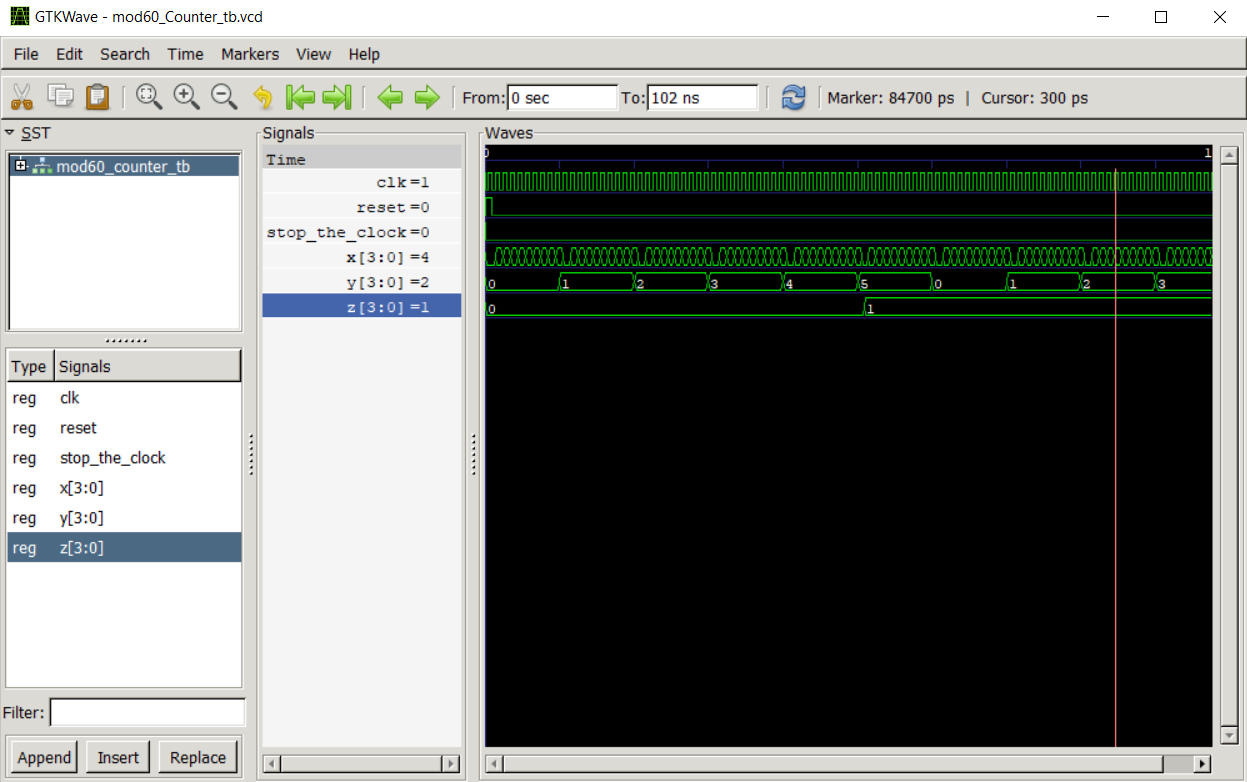 GTKWave - mod60_Counter_tb.vcd
File Edit Search Time Markers View Help
From: 0 sec To: 102 ns Marker: 84700 ps | Cursor: 300 ps
SST
mod60_counter_tb
Type Signals
reg clk
reg reset
reg stop_the_clock
reg x[3:0]
reg y[3:0]
reg z[3:0]
Filter:
Append Insert Replace
Signals
Time
clk=1
reset=0
stop_the_clock=0
x[3:0]=4
y[3:0]=2
z[3:0]=1
Waves
0 1
0 1 2 3 4 5 0 1 2 3
0 1